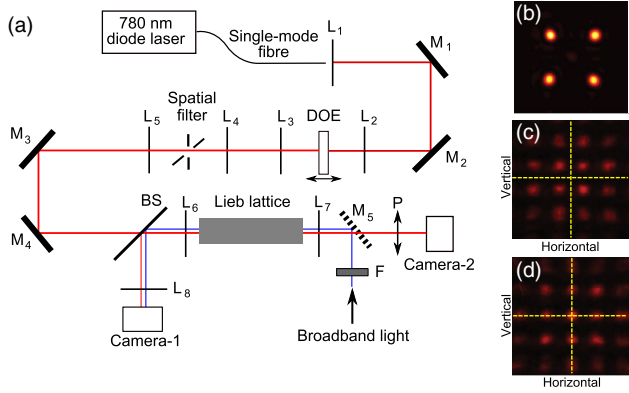 (a)
780 nm
diode laser
Single-mode
fibre
L1
M1
M2
L2
DOE
L3
L4
Spatial
filter
L5
M3
M4
BS
L6
Lieb lattice
L7
M5
P
Camera-2
F
Broadband light
L8
Camera-1
(b)
(c)
Vertical
Horizontal
(d)
Vertical
Horizontal